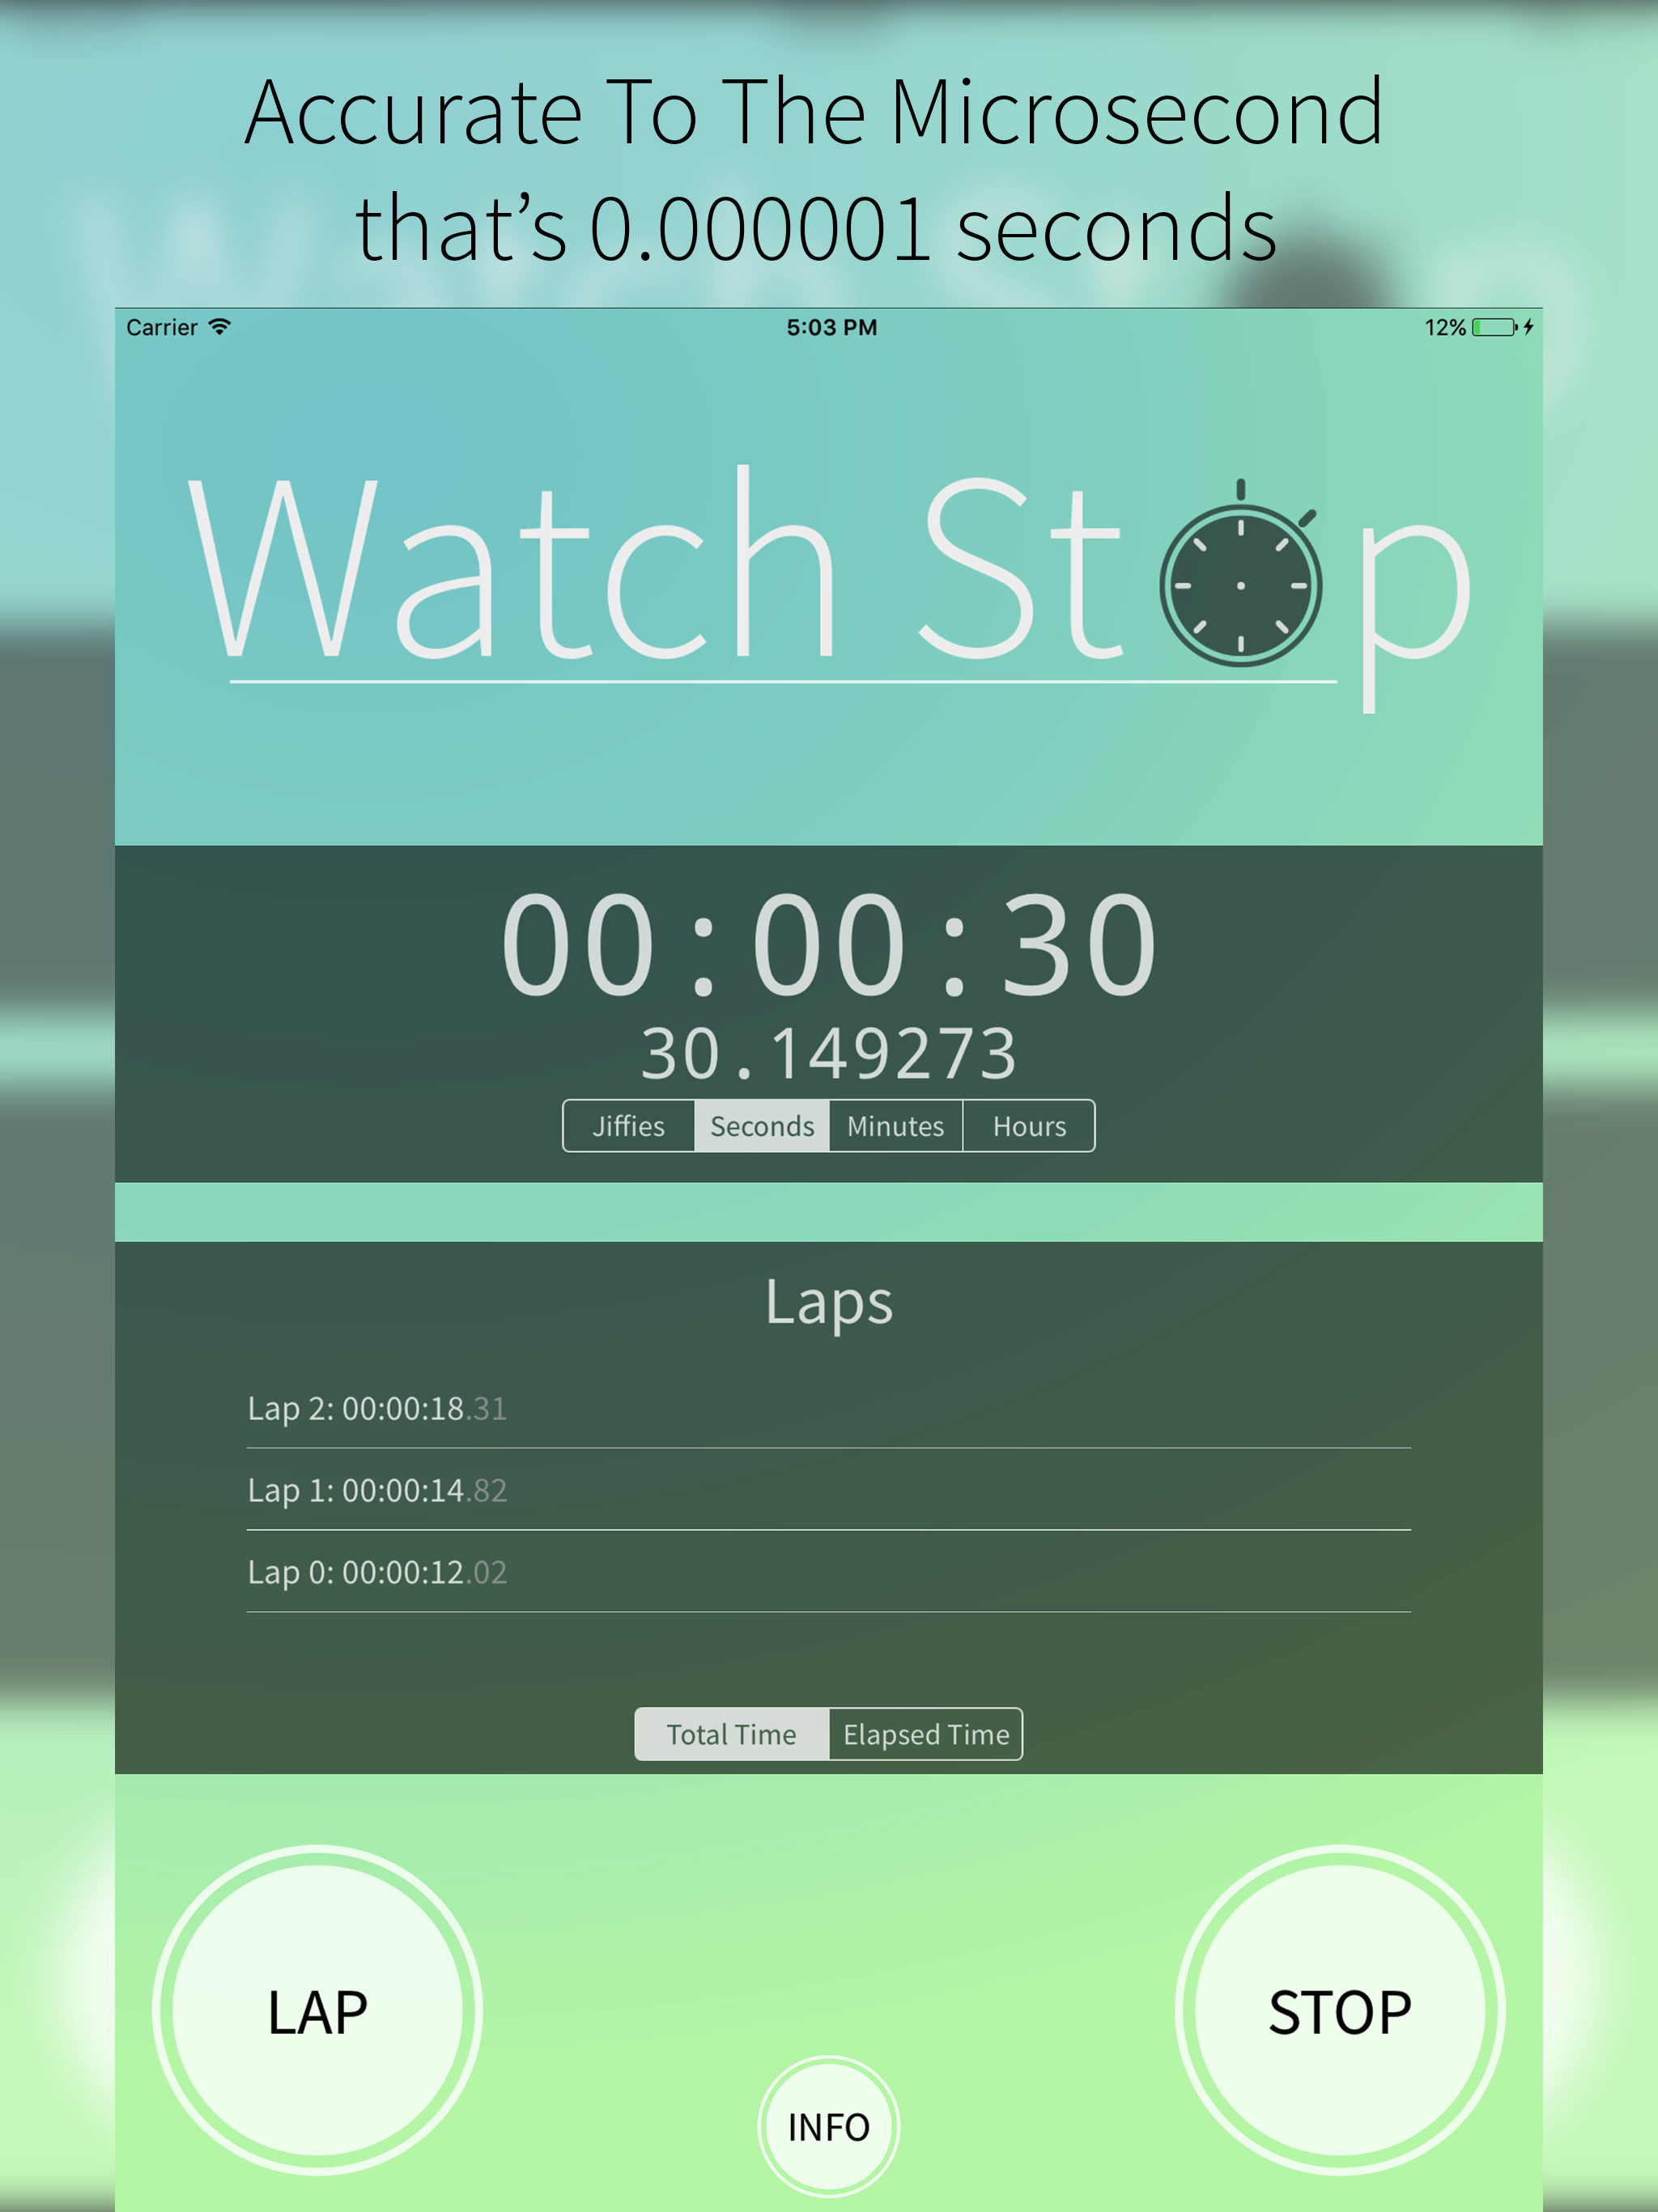 Accurate To The Microsecond
that’s 0.000001 seconds
Carrier 5:03 PM 12%
Watch Stop
00:00:30
30.149273
Jiffies Seconds Minutes Hours
Laps
Lap 2: 00:00:18.31
Lap 1: 00:00:14.82
Lap 0: 00:00:12.02
Total Time Elapsed Time
LAP STOP
INFO